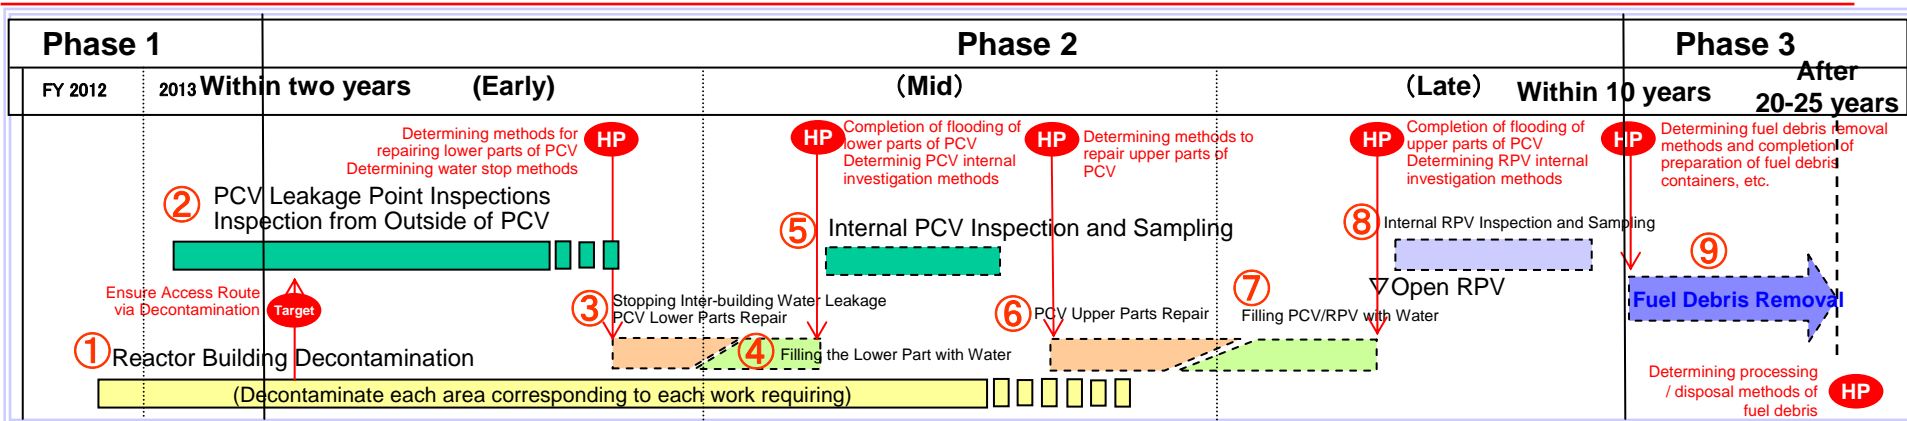 Phase 1
Phase 2
Phase 3
FY 2012
2013
Within two years
(Early)
(Mid)
(Late)
Within 10 years
After
20-25 years
Determining methods for
repairing lower parts of PCV
Determining water stop methods
HP
HP
Completion of flooding of
lower parts of PCV
Determinig PCV internal
investigation methods
HP
Determining methods to
repair upper parts of
PCV
HP
Completion of flooding of
upper parts of PCV
Determining RPV internal
investigation methods
HP
Determining fuel debris removal
methods and completion of
preparation of fuel debris
containers, etc.
②
PCV Leakage Point Inspections
Inspection from Outside of PCV
⑤
Internal PCV Inspection and Sampling
⑧
Internal RPV Inspection and Sampling
⑨
Fuel Debris Removal
Ensure Access Route
via Decontamination
Target
③
Stopping Inter-building Water Leakage
PCV Lower Parts Repair
⑥
PCV Upper Parts Repair
⑦
Filling PCV/RPV with Water
▽Open RPV
①
Reactor Building Decontamination
④
Filling the Lower Part with Water
(Decontaminate each area corresponding to each work requiring)
Determining processing
/ disposal methods of
fuel debris
HP